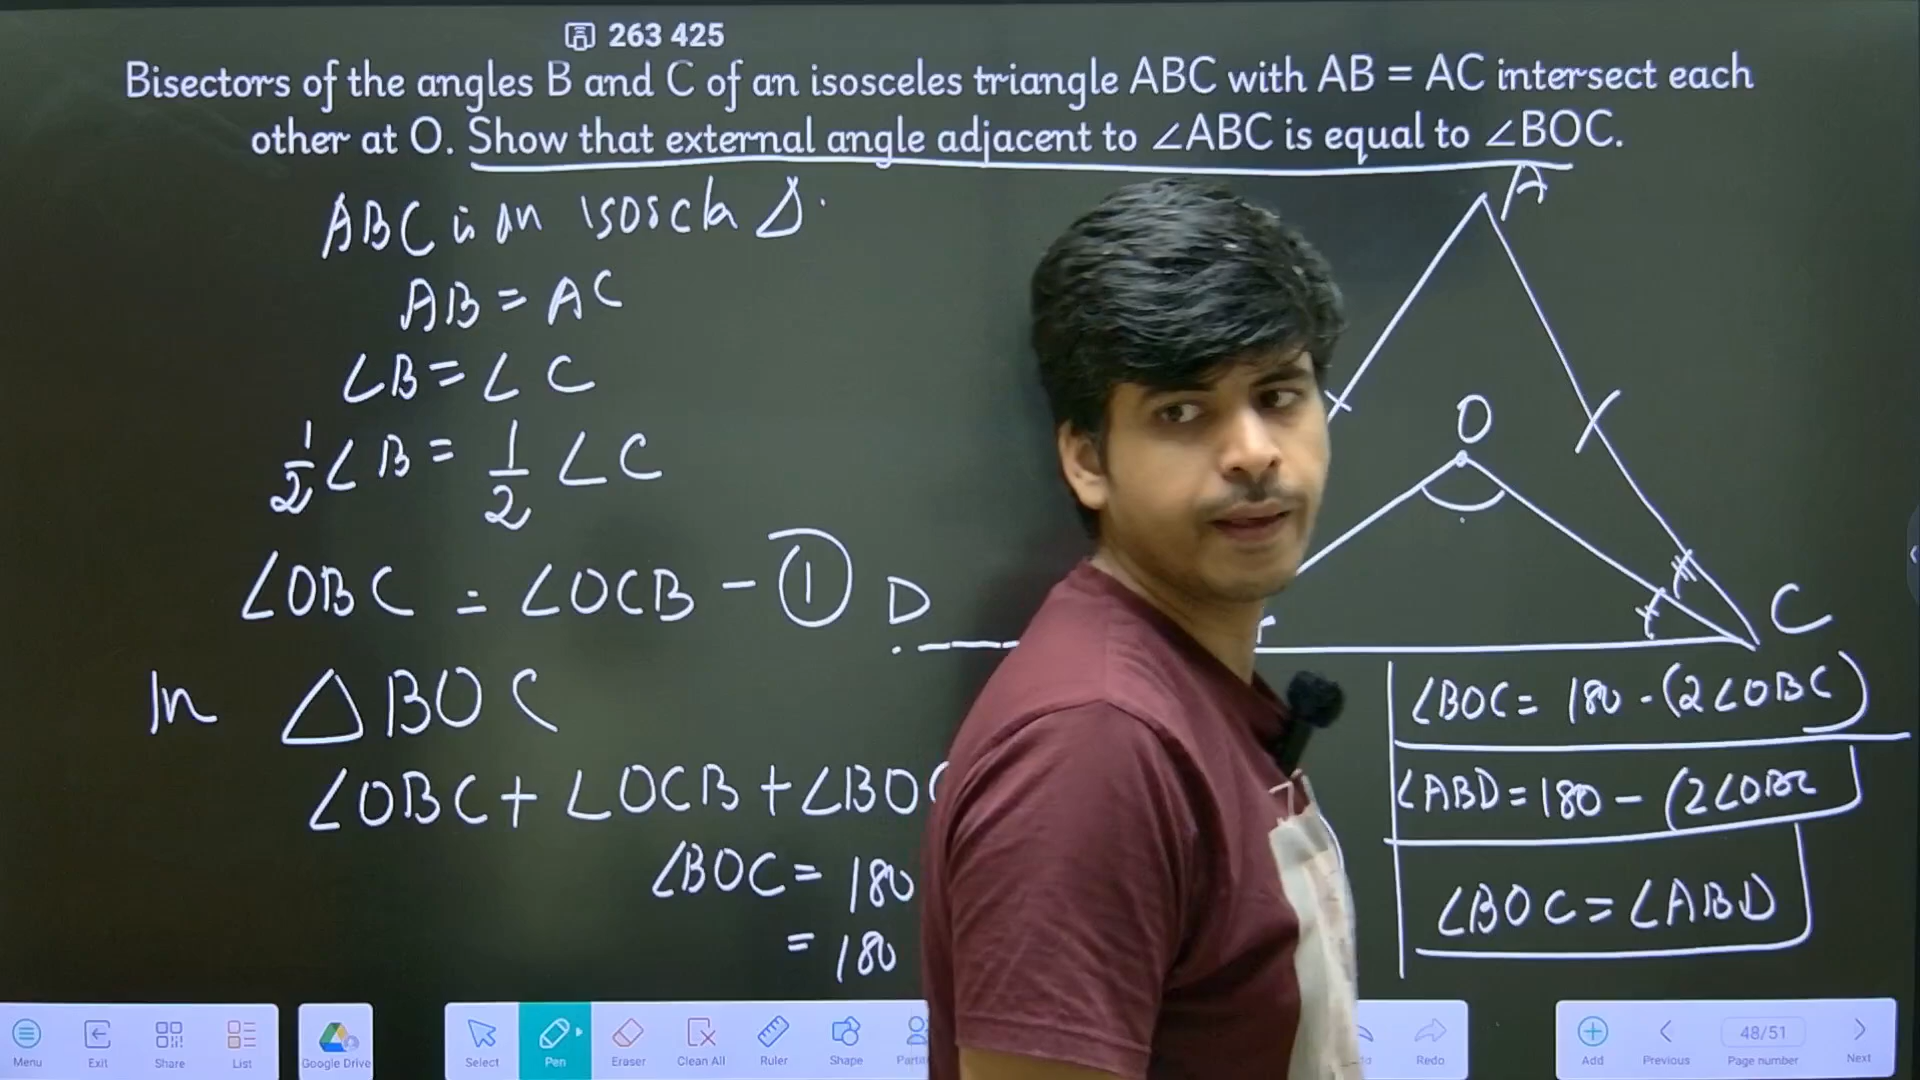 263 425
Bisectors of the angles B and C of an isosceles triangle ABC with AB = AC intersect each
other at O. Show that external angle adjacent to ∠ABC is equal to ∠BOC.
ABC is an
Δ.
AB = AC
∠B = ∠C
1/2 ∠B = 1/2 ∠C
∠OBC = ∠OCB - ①
In △BOC
∠OBC + ∠OCB + ∠BOC
∠BOC = 180
= 180
A
O
D
C
∠BOC = 180 - (2∠OBC)
∠ABD = 180 - (2∠OBC
∠BOC = ∠ABD
Menu
Exit
Share
List
Google Drive
Select
Pen
Eraser
Clean All
Ruler
Shape
Redo
Add
Previous
48/51
Page number
Next